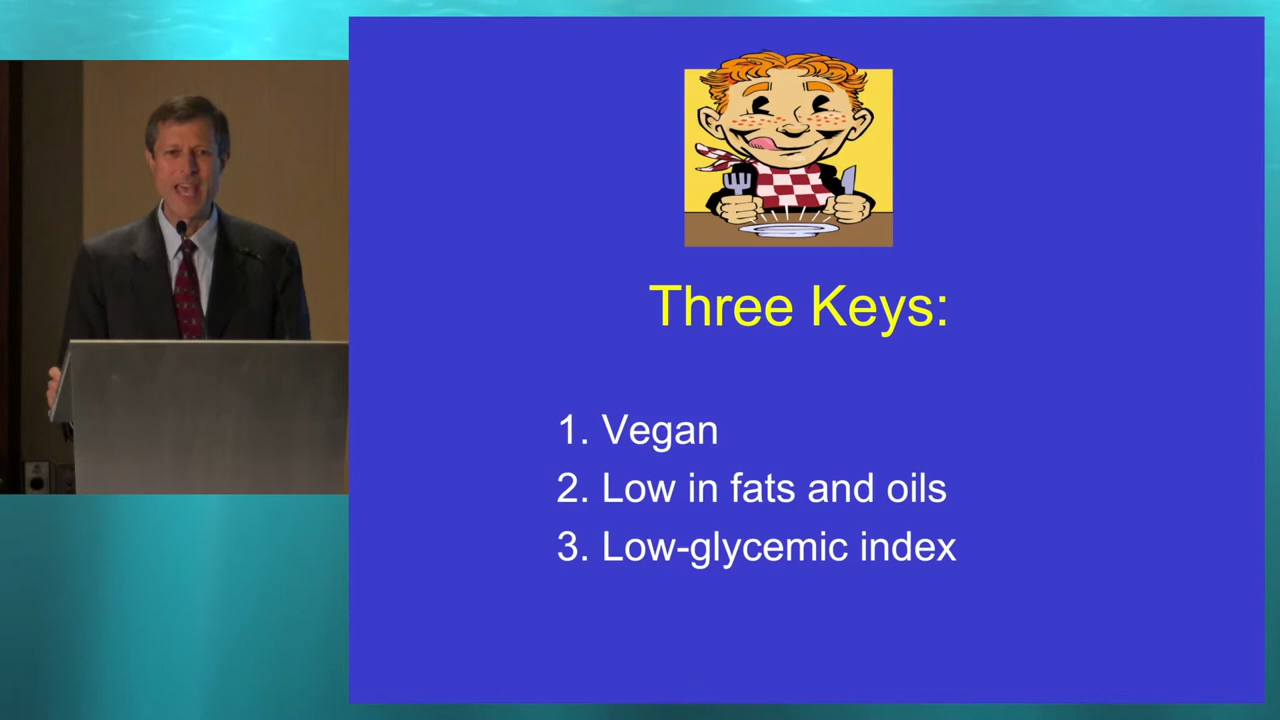 Three Keys:
1. Vegan
2. Low in fats and oils
3. Low-glycemic index